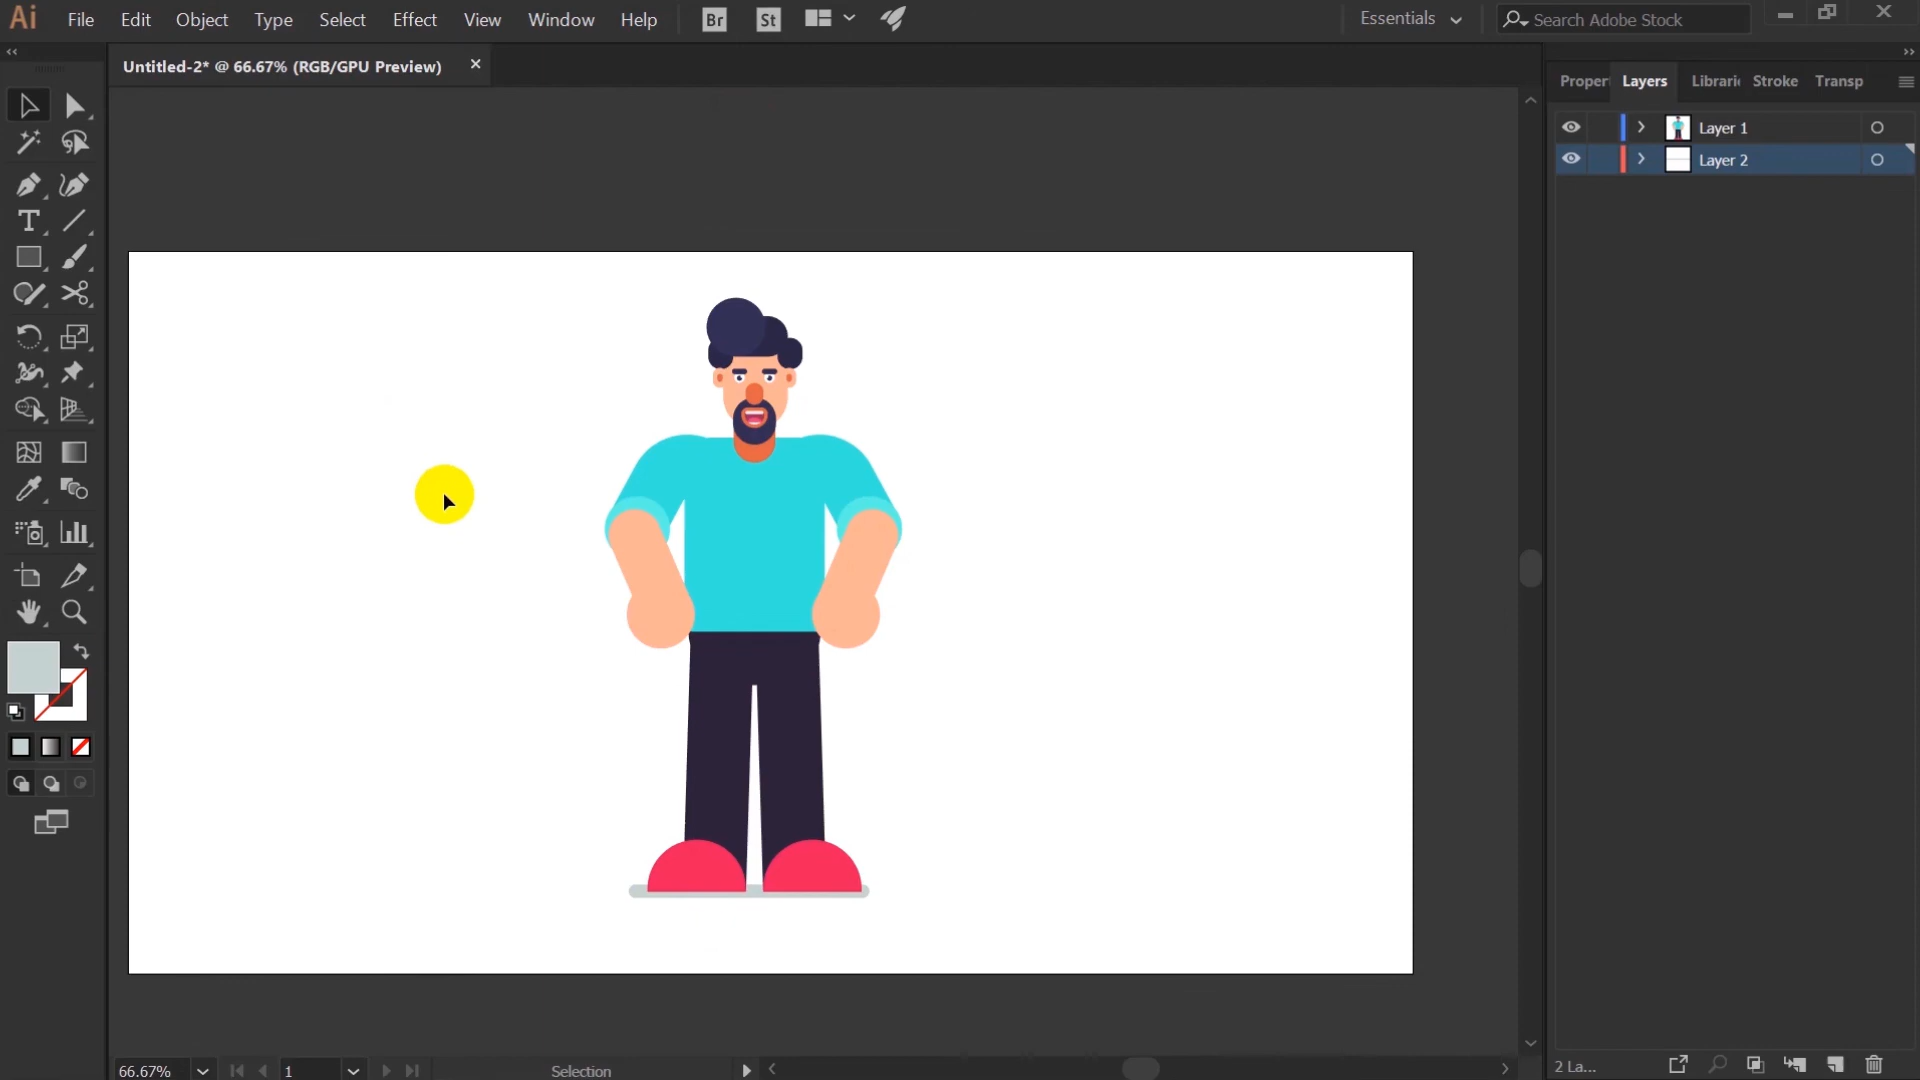 Ai File Edit Object Type Select Effect View Window Help Br St Essentials Search Adobe Stock
Untitled-2* @ 66.67% (RGB/GPU Preview)
Proper Layers Librari Stroke Transp
Layer 1
Layer 2
66.67% 1 Selection 2 La...